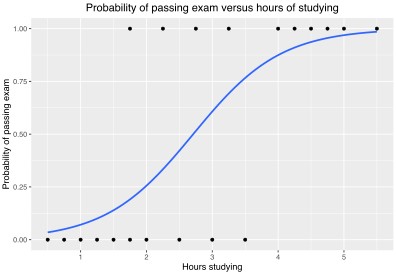 Probability of passing exam versus hours of studying
Probability of passing exam
1.00
0.75
0.50
0.25
0.00
1 2 3 4 5
Hours studying